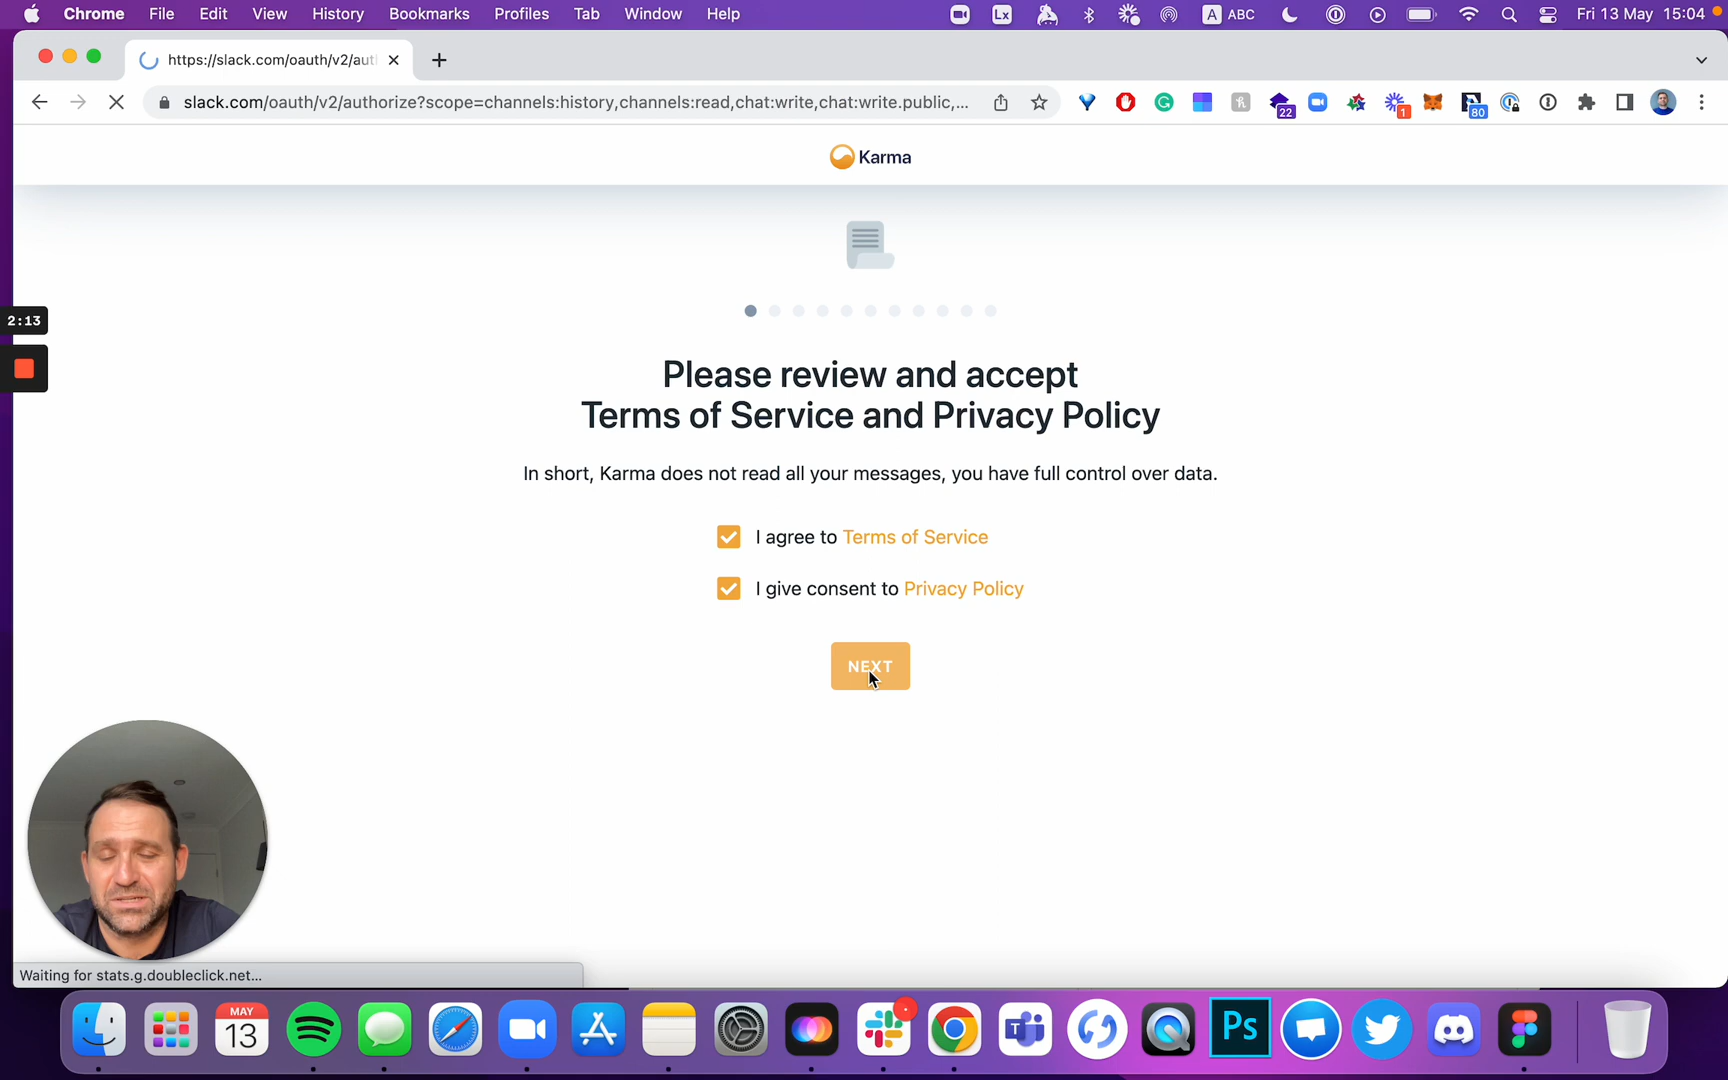 Chrome File Edit View History Bookmarks Profiles Tab Window Help Lx A ABC Fri 13 May 15:04
https://slack.com/oauth/v2/aut
slack.com/oauth/v2/authorize?scope=channels:history,channels:read,chat:write,chat:write.public,...
22
1
80
Karma
2:13
Please review and accept
Terms of Service and Privacy Policy
In short, Karma does not read all your messages, you have full control over data.
I agree to Terms of Service
I give consent to Privacy Policy
NEXT
Waiting for stats.g.doubleclick.net...
MAY
13
Ps